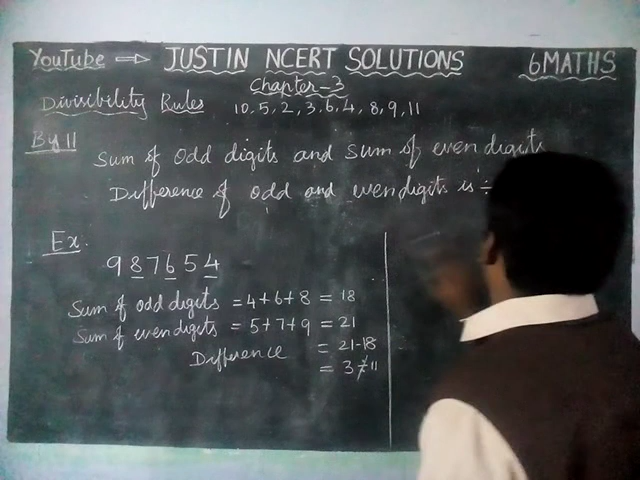 YouTube ⇒ JUSTIN NCERT SOLUTIONS 6 MATHS
Chapter-3
Divisibility Rules 10, 5, 2, 3, 6, 4, 8, 9, 11
By 11
Sum of odd digits and sum of even digits
Difference of odd and even digits is ÷
Ex.
987654
Sum of odd digits = 4+6+8 = 18
Sum of even digits = 5+7+9 = 21
Difference = 21-18
= 3 ÷ 11